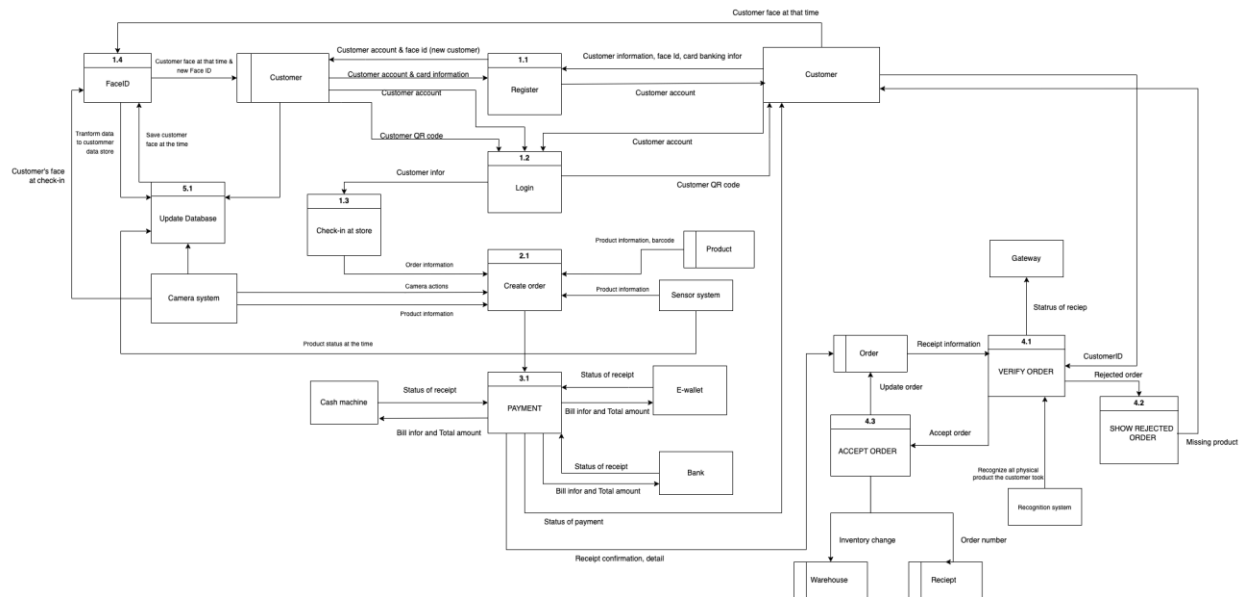 Customer face at that time
1.4
FaceID
Customer face at that time &
new Face ID
Customer
Customer account & face id (new customer)
Customer account & card information
Customer account
1.1
Register
Customer information, face Id, card banking infor
Customer account
Customer
Tranform data
to custommer
data store
Save customer
face at the time
Customer QR code
Customer account
Customer's face
at check-in
1.2
Login
Customer infor
Customer QR code
5.1
Update Database
1.3
Check-in at store
Product information, barcode
Product
2.1
Create order
Order information
Camera system
Camera actions
Product information
Product information
Sensor system
Gateway
Statrus of reciep
Product status at the time
Order
Receipt information
4.1
VERIFY ORDER
CustomerID
Rejected order
Update order
Cash machine
Status of receipt
Bill infor and Total amount
3.1
PAYMENT
Status of receipt
E-wallet
Bill infor and Total amount
4.2
SHOW REJECTED
ORDER
Missing product
4.3
ACCEPT ORDER
Accept order
Status of receipt
Bank
Bill infor and Total amount
Recognize all physical
product the customer took
Recognition system
Status of payment
Inventory change
Order number
Receipt confirmation, detail
Warehouse
Reciept